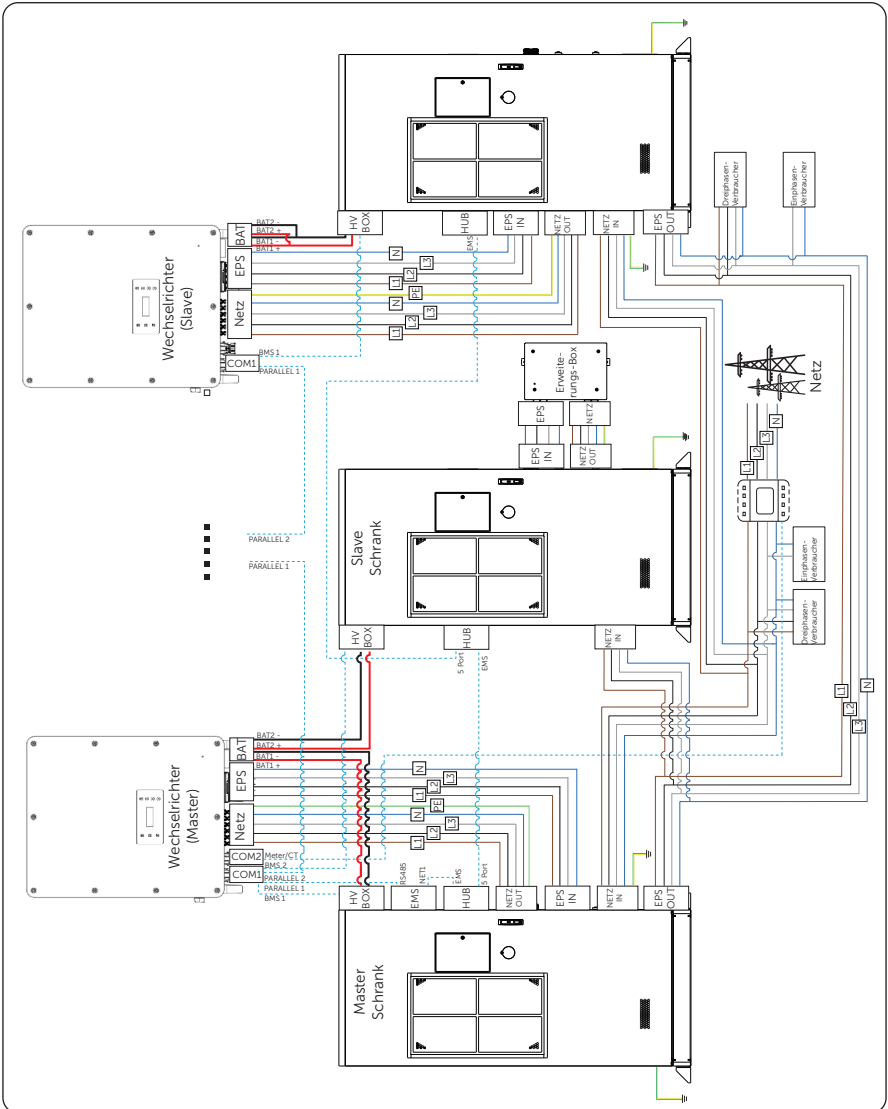 Wechselrichter
(Slave)
BAT
EPS
Netz
COM1
BAT2 -
BAT2 +
BAT1 -
BAT1 +
N
L3
L2
L1
PE
N
L3
L2
L1
BMS 1
PARALLEL 1
HV
BOX
HUB
EMS
EPS
IN
NETZ
OUT
NETZ
IN
EPS
OUT
Dreiphasen-
Verbraucher
Einphasen-
Verbraucher
Erweite-
rungs-Box
EPS
NETZ
EPS
IN
NETZ
OUT
Netz
L1
L2
L3
N
PARALLEL 2
PARALLEL 1
Slave
Schrank
HV
BOX
HUB
5 Port
EMS
NETZ
IN
Einphasen-
Verbraucher
Dreiphasen-
Verbraucher
L1
L2
L3
N
Wechselrichter
(Master)
BAT
EPS
Netz
COM2
COM1
BAT2 -
BAT2 +
BAT1 -
BAT1 +
N
L3
L2
L1
PE
N
L3
L2
L1
Meter/CT
BMS 2
PARALLEL 2
PARALLEL 1
BMS 1
RS485
NET1
EMS
5 Port
HV
BOX
EMS
HUB
NETZ
OUT
EPS
IN
NETZ
IN
EPS
OUT
Master
Schrank